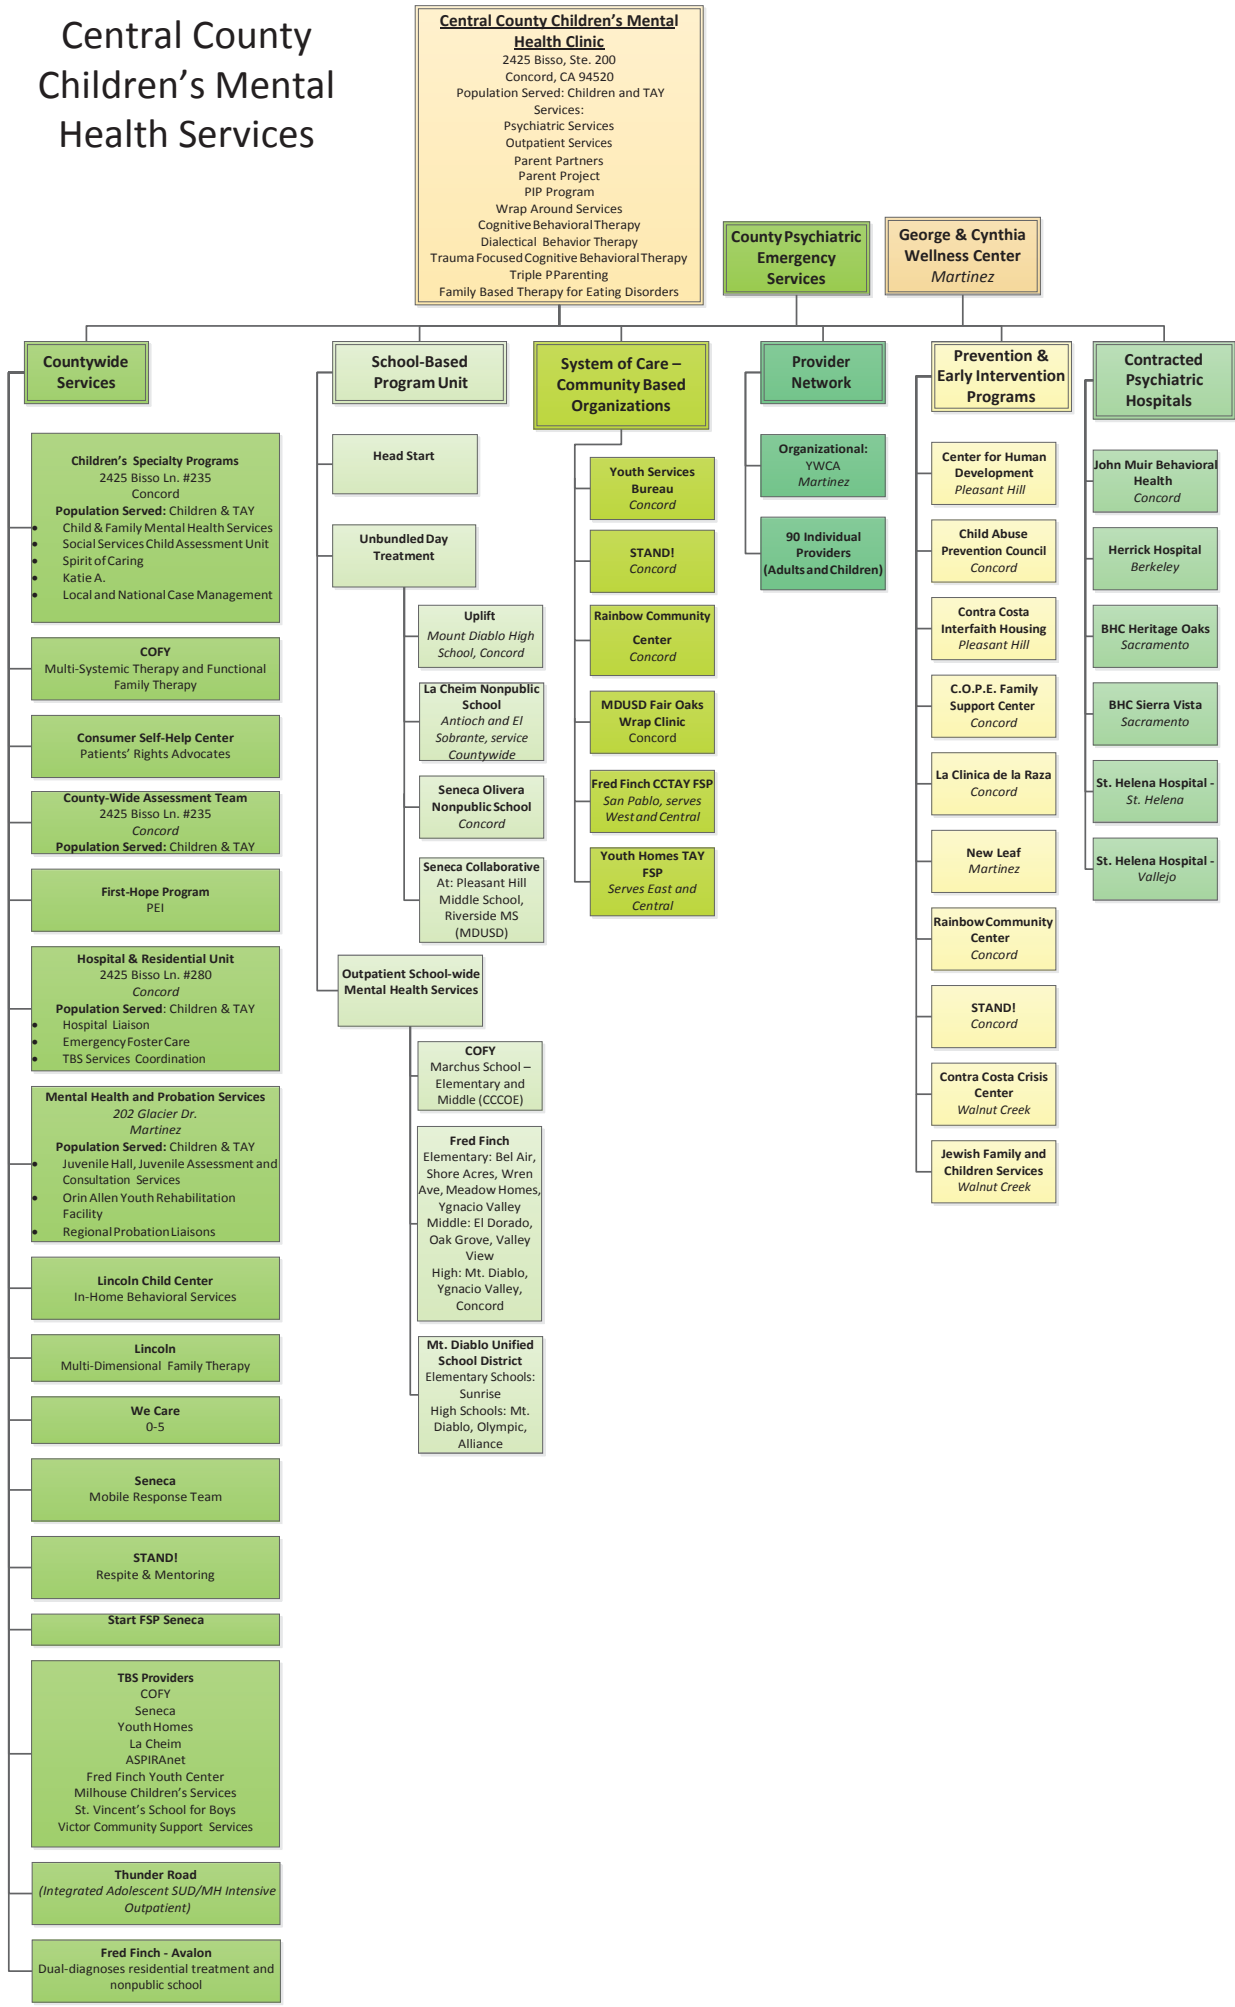 Central County
Children’s Mental
Health Services
Central County Children’s Mental
Health Clinic
2425 Bisso, Ste. 200
Concord, CA 94520
Population Served: Children and TAY
Services:
Psychiatric Services
Outpatient Services
Parent Partners
Parent Project
PIP Program
Wrap Around Services
Cognitive Behavioral Therapy
Dialectical Behavior Therapy
Trauma Focused Cognitive Behavioral Therapy
Triple P Parenting
Family Based Therapy for Eating Disorders
County Psychiatric
Emergency
Services
George & Cynthia
Wellness Center
Martinez
Countywide
Services
Children’s Specialty Programs
2425 Bisso Ln. #235
Concord
Population Served: Children & TAY
• Child & Family Mental Health Services
• Social Services Child Assessment Unit
• Spirit of Caring
• Katie A.
• Local and National Case Management
COFY
Multi-Systemic Therapy and Functional
Family Therapy
Consumer Self-Help Center
Patients’ Rights Advocates
County-Wide Assessment Team
2425 Bisso Ln. #235
Concord
Population Served: Children & TAY
First-Hope Program
PEI
Hospital & Residential Unit
2425 Bisso Ln. #280
Concord
Population Served: Children & TAY
• Hospital Liaison
• Emergency Foster Care
• TBS Services Coordination
Mental Health and Probation Services
202 Glacier Dr.
Martinez
Population Served: Children & TAY
• Juvenile Hall, Juvenile Assessment and
Consultation Services
• Orin Allen Youth Rehabilitation
Facility
• Regional Probation Liaisons
Lincoln Child Center
In-Home Behavioral Services
Lincoln
Multi-Dimensional Family Therapy
We Care
0-5
Seneca
Mobile Response Team
STAND!
Respite & Mentoring
Start FSP Seneca
TBS Providers
COFY
Seneca
Youth Homes
La Cheim
ASPIRAnet
Fred Finch Youth Center
Milhouse Children’s Services
St. Vincent’s School for Boys
Victor Community Support Services
Thunder Road
(Integrated Adolescent SUD/MH Intensive
Outpatient)
Fred Finch - Avalon
Dual-diagnoses residential treatment and
nonpublic school
School-Based
Program Unit
Head Start
Unbundled Day
Treatment
Uplift
Mount Diablo High
School, Concord
La Cheim Nonpublic
School
Antioch and El
Sobrante, service
Countywide
Seneca Olivera
Nonpublic School
Concord
Seneca Collaborative
At: Pleasant Hill
Middle School,
Riverside MS
(MDUSD)
Outpatient School-wide
Mental Health Services
COFY
Marchus School –
Elementary and
Middle (CCCOE)
Fred Finch
Elementary: Bel Air,
Shore Acres, Wren
Ave, Meadow Homes,
Ygnacio Valley
Middle: El Dorado,
Oak Grove, Valley
View
High: Mt. Diablo,
Ygnacio Valley,
Concord
Mt. Diablo Unified
School District
Elementary Schools:
Sunrise
High Schools: Mt.
Diablo, Olympic,
Alliance
System of Care –
Community Based
Organizations
Youth Services
Bureau
Concord
STAND!
Concord
Rainbow Community
Center
Concord
MDUSD Fair Oaks
Wrap Clinic
Concord
Fred Finch CCTAY FSP
San Pablo, serves
West and Central
Youth Homes TAY
FSP
Serves East and
Central
Provider
Network
Organizational:
YWCA
Martinez
90 Individual
Providers
(Adults and Children)
Prevention &
Early Intervention
Programs
Center for Human
Development
Pleasant Hill
Child Abuse
Prevention Council
Concord
Contra Costa
Interfaith Housing
Pleasant Hill
C.O.P.E. Family
Support Center
Concord
La Clinica de la Raza
Concord
New Leaf
Martinez
Rainbow Community
Center
Concord
STAND!
Concord
Contra Costa Crisis
Center
Walnut Creek
Jewish Family and
Children Services
Walnut Creek
Contracted
Psychiatric
Hospitals
John Muir Behavioral
Health
Concord
Herrick Hospital
Berkeley
BHC Heritage Oaks
Sacramento
BHC Sierra Vista
Sacramento
St. Helena Hospital -
St. Helena
St. Helena Hospital -
Vallejo